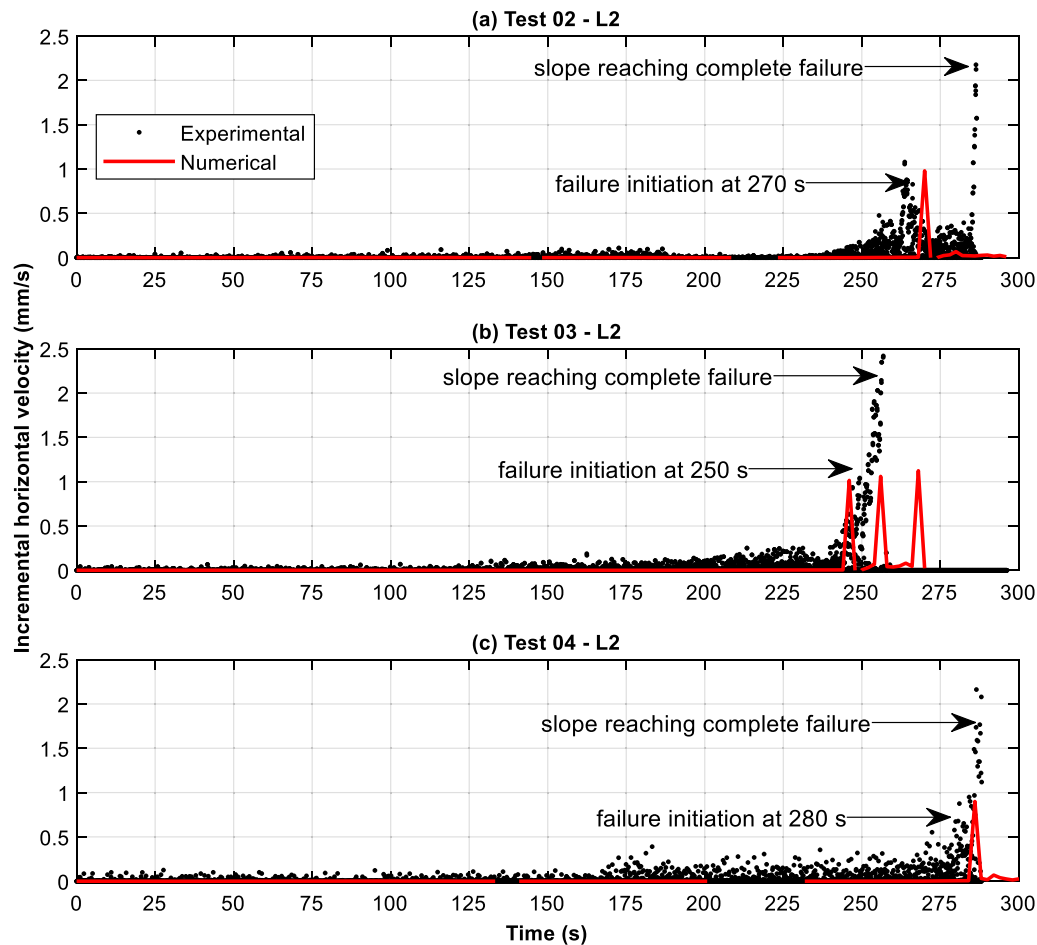 (a) Test 02 - L2
2.5
2
1.5
1
0.5
0
slope reaching complete failure
Experimental
Numerical
failure initiation at 270 s
0 25 50 75 100 125 150 175 200 225 250 275 300
Incremental horizontal velocity (mm/s)
(b) Test 03 - L2
2.5
2
1.5
1
0.5
0
slope reaching complete failure
failure initiation at 250 s
0 25 50 75 100 125 150 175 200 225 250 275 300
(c) Test 04 - L2
2.5
2
1.5
1
0.5
0
slope reaching complete failure
failure initiation at 280 s
0 25 50 75 100 125 150 175 200 225 250 275 300
Time (s)